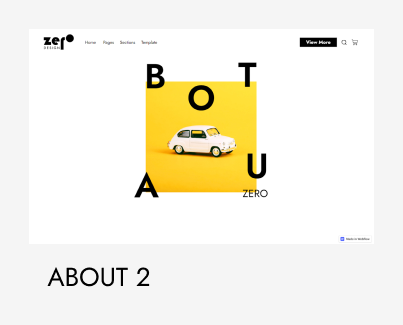 zero
DESIGN
Home Pages Sections Template
View More
B
T
O
U
A
ZERO
Made in Webflow
ABOUT 2